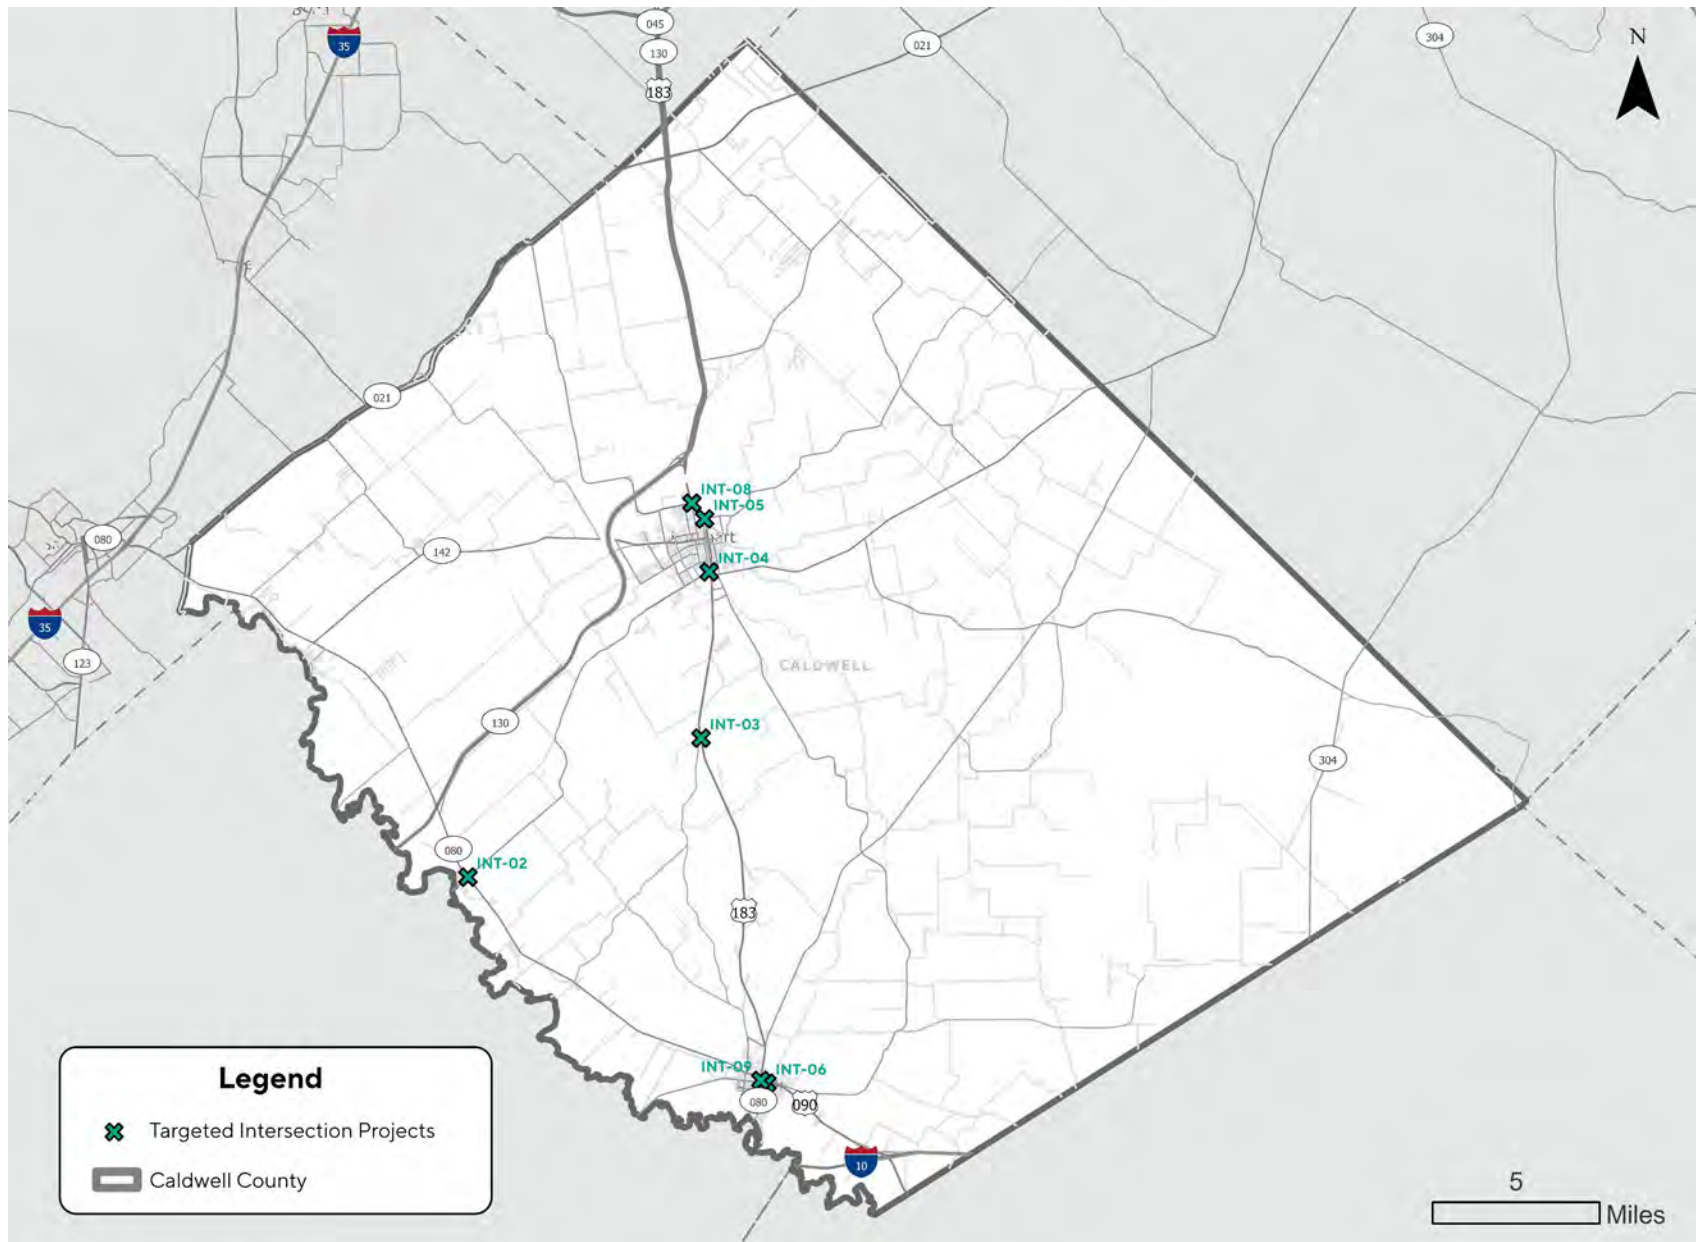 045
35
021
304
N
130
183
021
INT-08
INT-05
080
142
INT-04
35
123
CALDWELL
130
INT-03
304
080
INT-02
183
INT-09
INT-06
080
090
10
Legend
Targeted Intersection Projects
Caldwell County
5
Miles